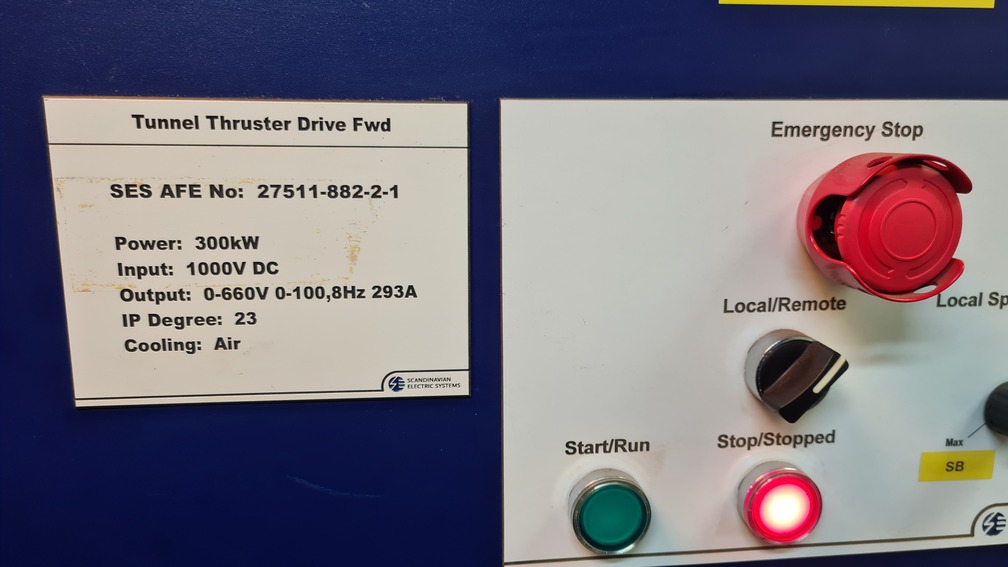 Tunnel Thruster Drive Fwd
SES AFE No: 27511-882-2-1
Power: 300kW
Input: 1000V DC
Output: 0-660V 0-100,8Hz 293A
IP Degree: 23
Cooling: Air
SCANDINAVIAN
ELECTRIC SYSTEMS
Emergency Stop
Local/Remote
Local Sp
Start/Run
Stop/Stopped
Max
SB